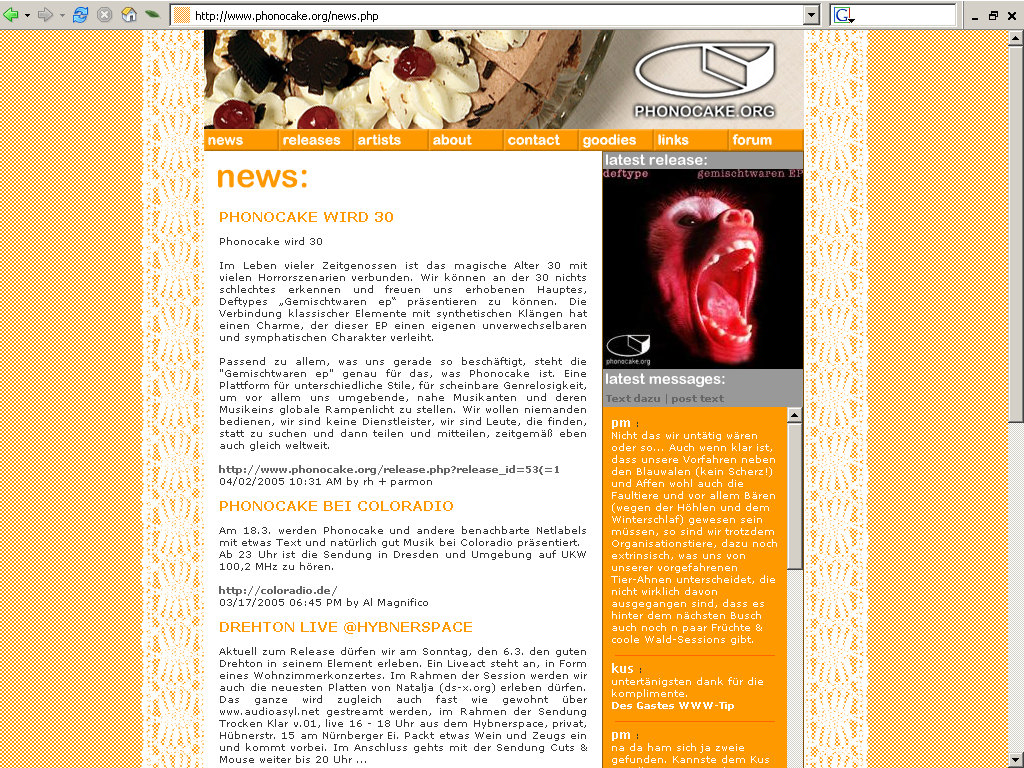 http://www.phonocake.org/news.php
G
PHONOCAKE.ORG
news releases artists about contact goodies links forum
news:
PHONOCAKE WIRD 30
Phonocake wird 30
Im Leben vieler Zeitgenossen ist das magische Alter 30 mit
vielen Horrorszenarien verbunden. Wir können an der 30 nichts
schlechtes erkennen und freuen uns erhobenen Hauptes,
Deftypes „Gemischtwaren ep“ präsentieren zu können. Die
Verbindung klassischer Elemente mit synthetischen Klängen hat
einen Charme, der dieser EP einen eigenen unverwechselbaren
und symphatischen Charakter verleiht.
Passend zu allem, was uns gerade so beschäftigt, steht die
"Gemischtwaren ep" genau für das, was Phonocake ist. Eine
Plattform für unterschiedliche Stile, für scheinbare Genrelosigkeit,
um vor allem uns umgebende, nahe Musikanten und deren
Musikeins globale Rampenlicht zu stellen. Wir wollen niemanden
bedienen, wir sind keine Dienstleister, wir sind Leute, die finden,
statt zu suchen und dann teilen und mitteilen, zeitgemäß eben
auch gleich weltweit.
http://www.phonocake.org/release.php?release_id=53(=1
04/02/2005 10:31 AM by rh + parmon
PHONOCAKE BEI COLORADIO
Am 18.3. werden Phonocake und andere benachbarte Netlabels
mit etwas Text und natürlich gut Musik bei Coloradio präsentiert.
Ab 23 Uhr ist die Sendung in Dresden und Umgebung auf UKW
100,2 MHz zu hören.
http://coloradio.de/
03/17/2005 06:45 PM by Al Magnifico
DREHTON LIVE @HYBNERSPACE
Aktuell zum Release dürfen wir am Sonntag, den 6.3. den guten
Drehton in seinem Element erleben. Ein Liveact steht an, in Form
eines Wohnzimmerkonzertes. Im Rahmen der Session werden wir
auch die neuesten Platten von Natalja (ds-x.org) erleben dürfen.
Das ganze wird zugleich auch fast wie gewohnt über
www.audioasyl.net gestreamt werden, im Rahmen der Sendung
Trocken Klar v.01, live 16 - 18 Uhr aus dem Hybnerspace, privat,
Hübnerstr. 15 am Nürnberger Ei. Packt etwas Wein und Zeugs ein
und kommt vorbei. Im Anschluss gehts mit der Sendung Cuts &
Mouse weiter bis 20 Uhr ...
latest release:
deftype gemischtwaren EP
phonocake.org
latest messages:
Text dazu | post text
pm :
Nicht das wir untätig wären
oder so... Auch wenn klar ist,
dass unsere Vorfahren neben
den Blauwalen (kein Scherz!)
und Affen wohl auch die
Faultiere und vor allem Bären
(wegen der Höhlen und dem
Winterschlaf) gewesen sein
müssen, so sind wir trotzdem
Organisationstiere, dazu noch
extrinsisch, was uns von
unserer vorgefahrenen
Tier-Ahnen unterscheidet, die
nicht wirklich davon
ausgegangen sind, dass es
hinter dem nächsten Busch
auch noch n paar Früchte &
coole Wald-Sessions gibt.
kus :
untertänigsten dank für die
komplimente.
Des Gastes WWW-Tip
pm :
na da ham sich ja zweie
gefunden. Kannste dem Kus